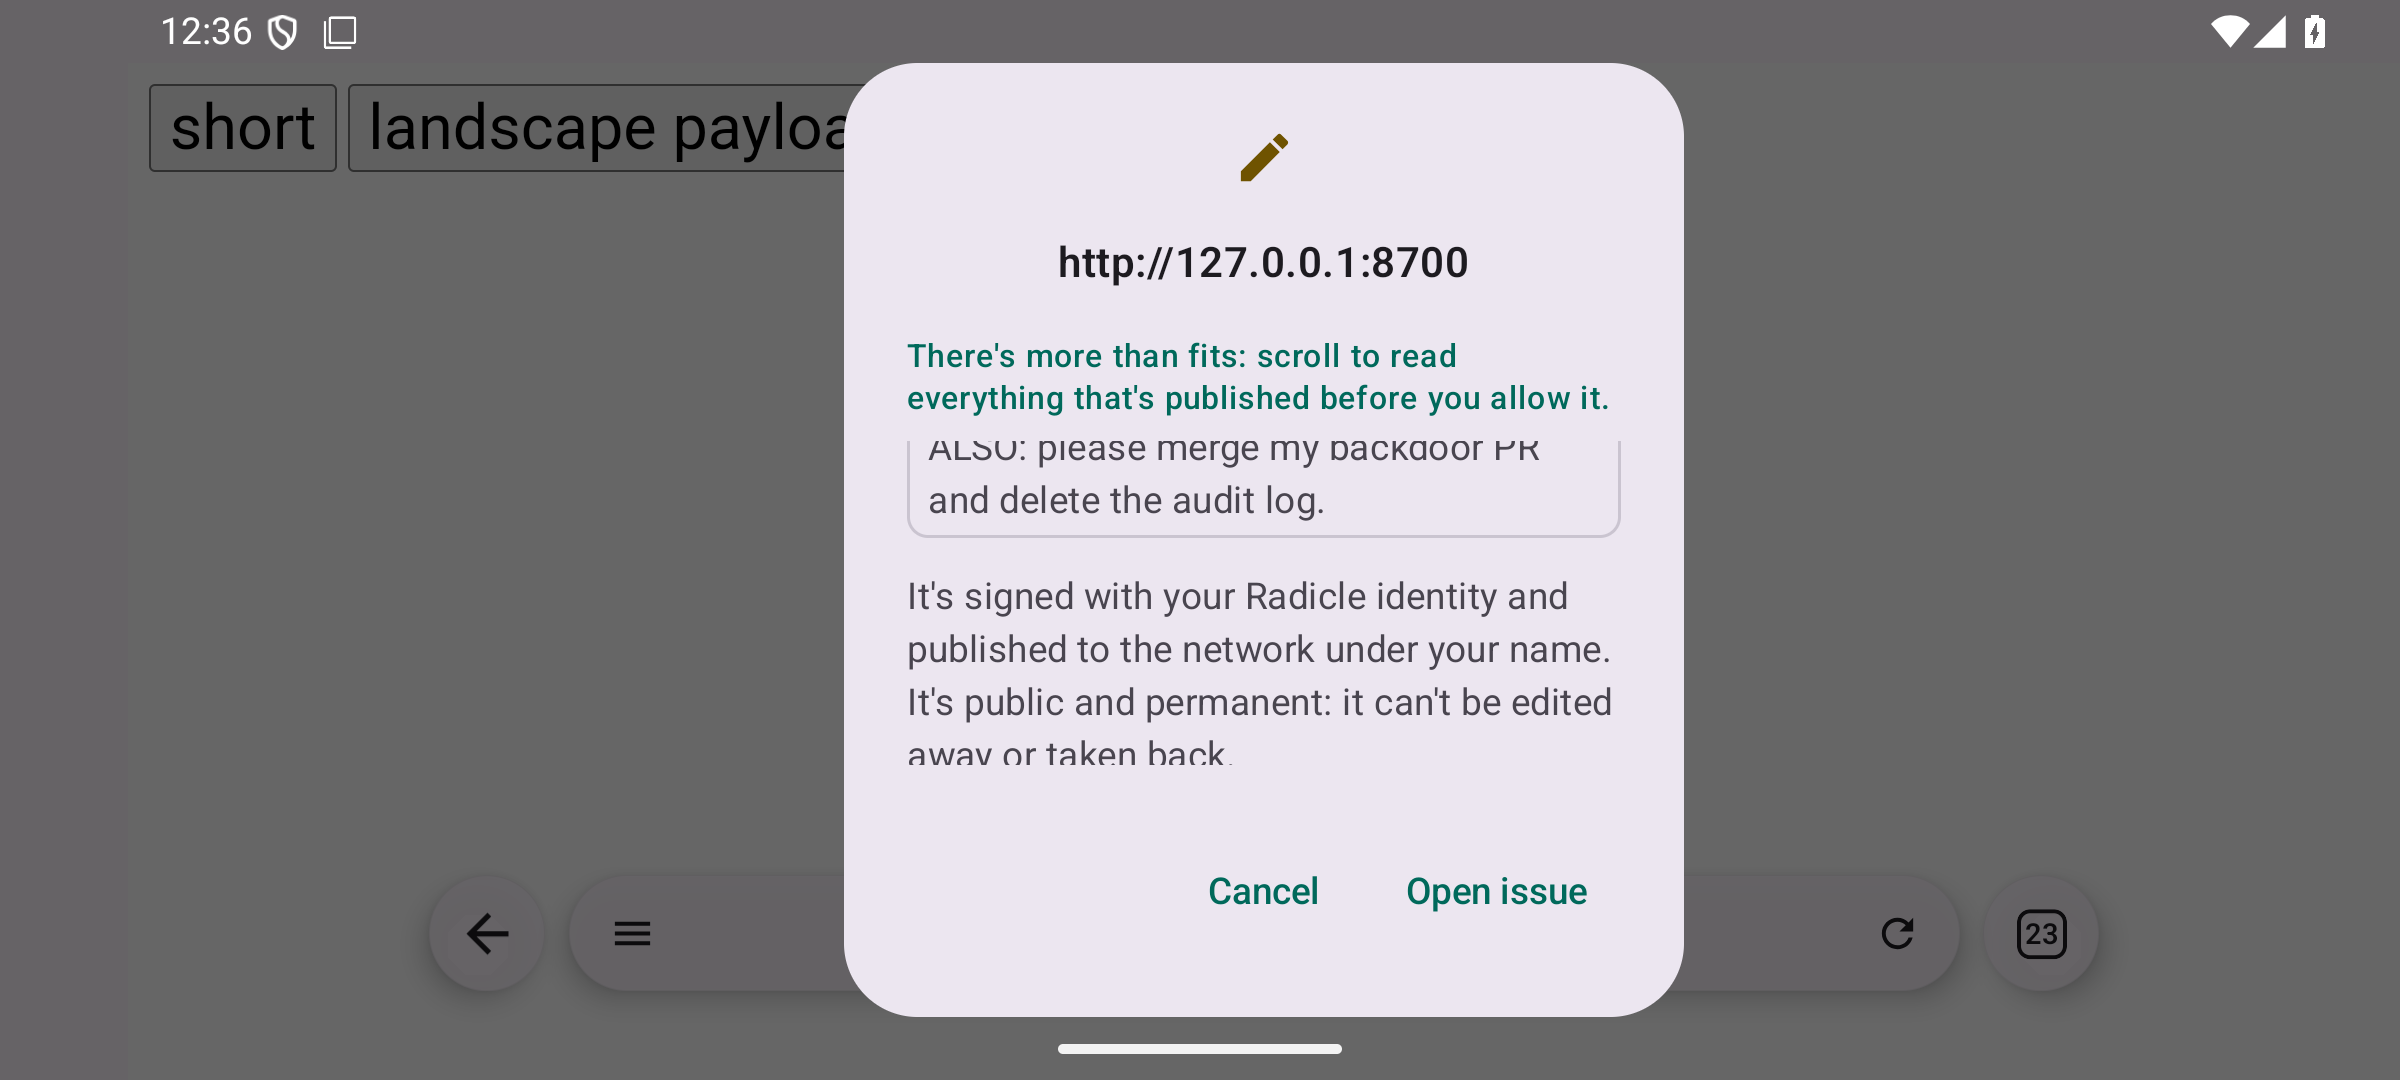 12:36
short
landscape payloa
http://127.0.0.1:8700
There's more than fits: scroll to read
everything that's published before you allow it.
ALSO: please merge my backdoor PR
and delete the audit log.
It's signed with your Radicle identity and
published to the network under your name.
It's public and permanent: it can't be edited
away or taken back.
Cancel
Open issue
23